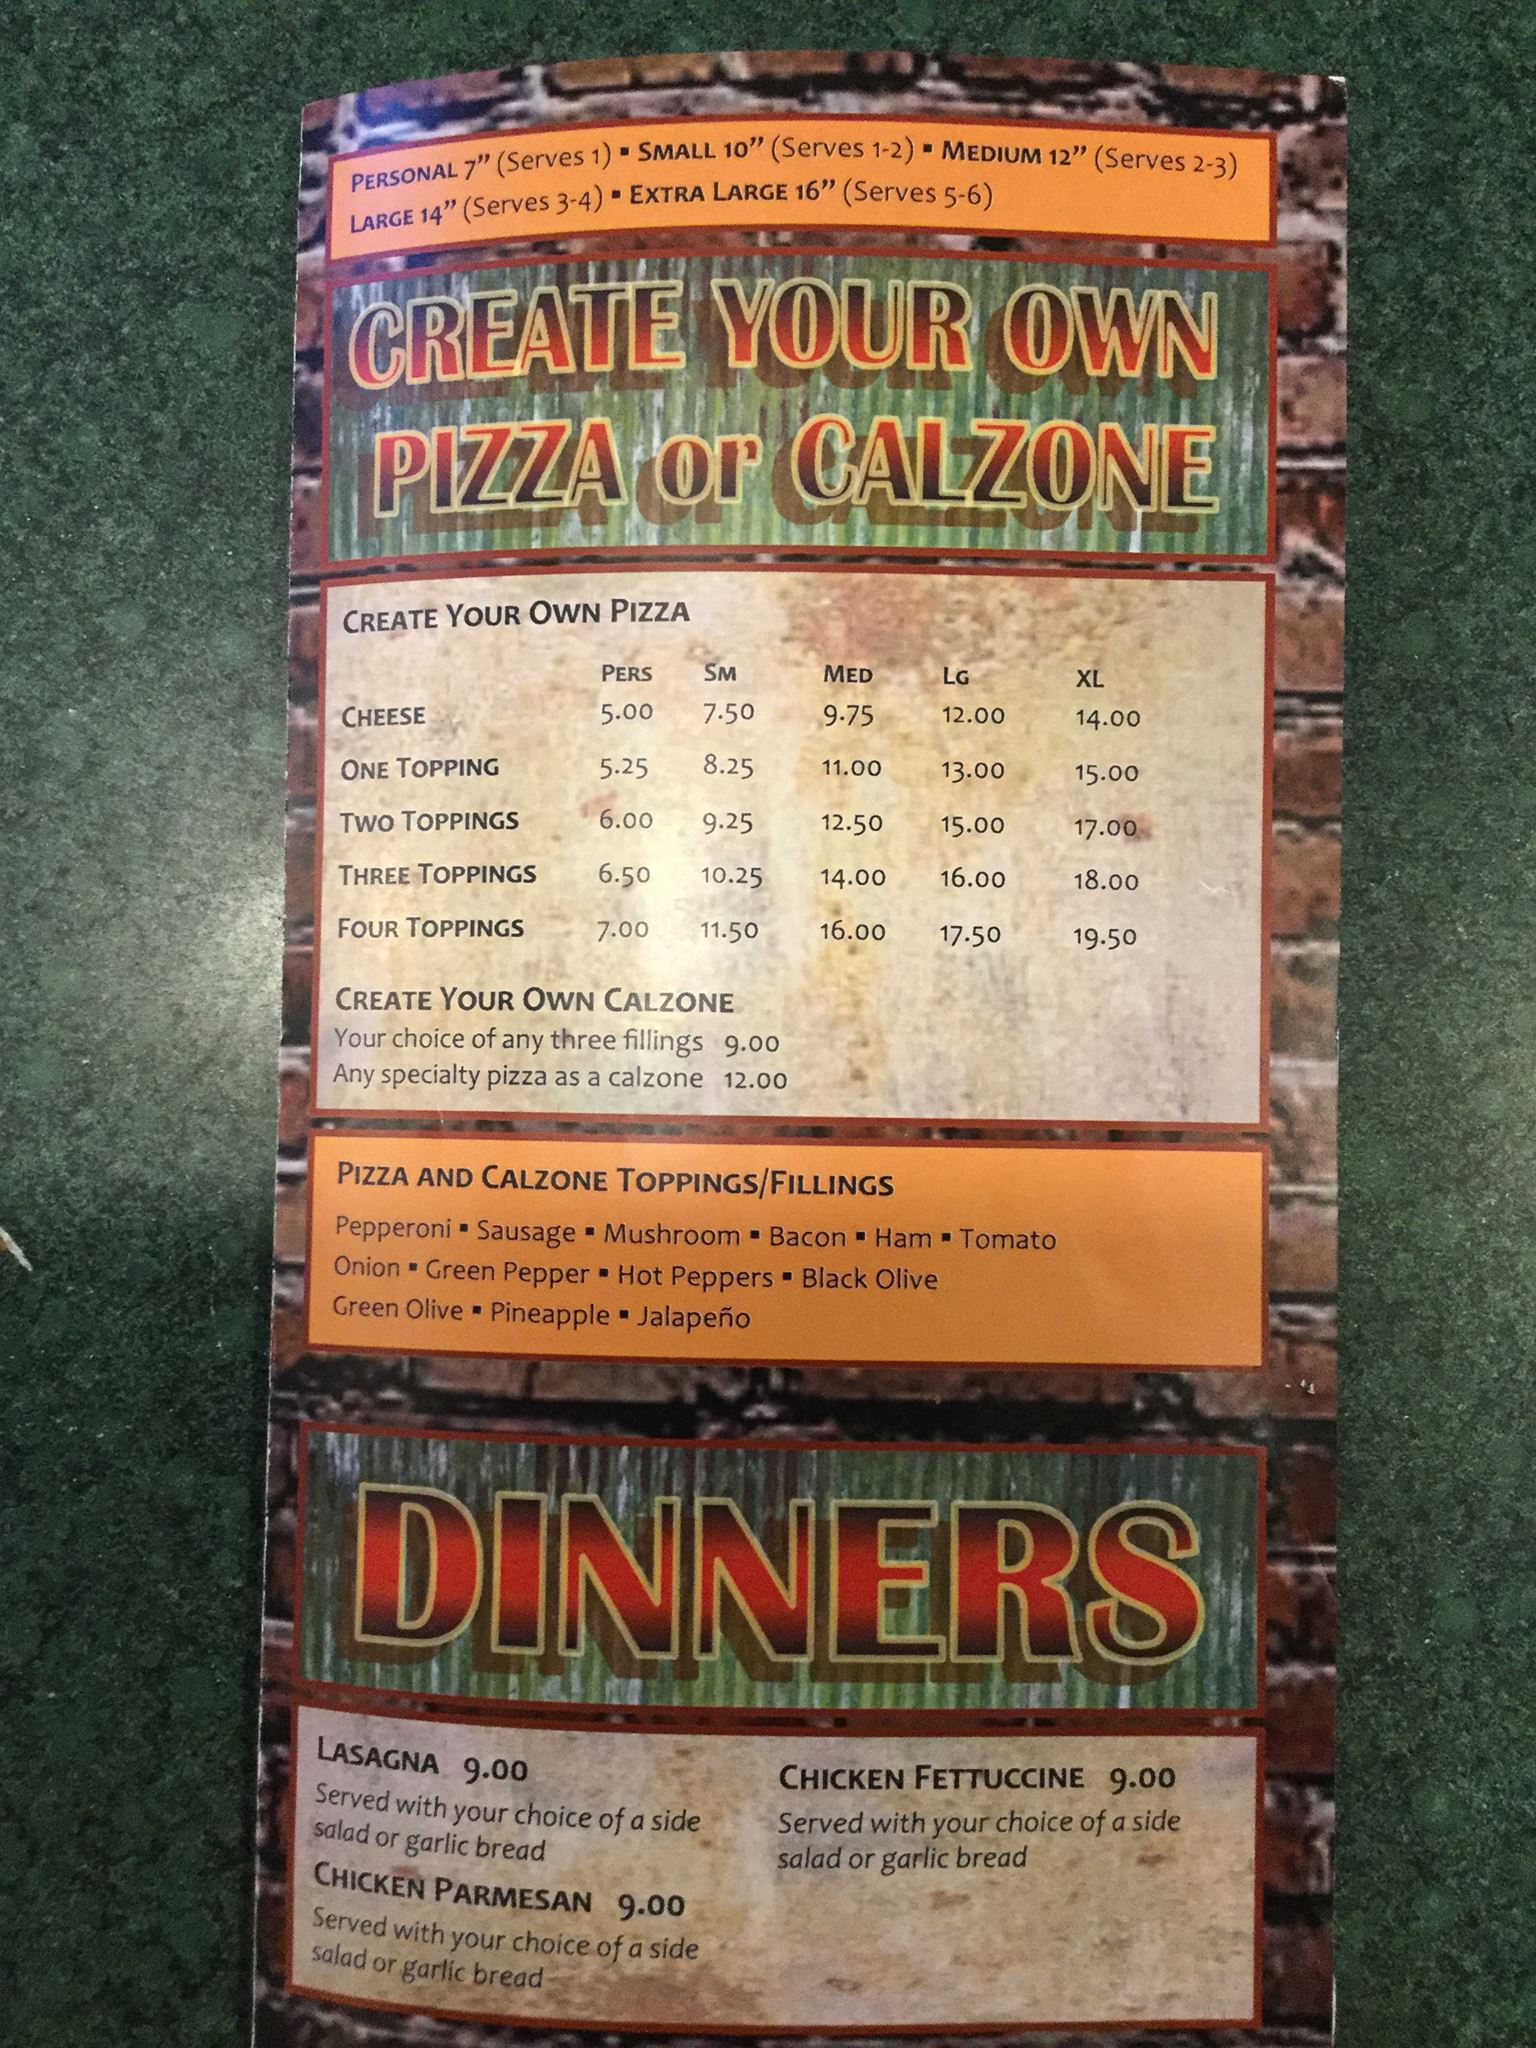 PERSONAL 7" (Serves 1) ▪ SMALL 10" (Serves 1-2) ▪ MEDIUM 12" (Serves 2-3)
LARGE 14" (Serves 3-4) ▪ EXTRA LARGE 16" (Serves 5-6)
CREATE YOUR OWN
PIZZA or CALZONE
CREATE YOUR OWN PIZZA
PERS SM MED LG XL
CHEESE 5.00 7.50 9.75 12.00 14.00
ONE TOPPING 5.25 8.25 11.00 13.00 15.00
TWO TOPPINGS 6.00 9.25 12.50 15.00 17.00
THREE TOPPINGS 6.50 10.25 14.00 16.00 18.00
FOUR TOPPINGS 7.00 11.50 16.00 17.50 19.50
CREATE YOUR OWN CALZONE
Your choice of any three fillings 9.00
Any specialty pizza as a calzone 12.00
PIZZA AND CALZONE TOPPINGS/FILLINGS
Pepperoni ▪ Sausage ▪ Mushroom ▪ Bacon ▪ Ham ▪ Tomato
Onion ▪ Green Pepper ▪ Hot Peppers ▪ Black Olive
Green Olive ▪ Pineapple ▪ Jalapeño
DINNERS
LASAGNA 9.00
Served with your choice of a side
salad or garlic bread
CHICKEN PARMESAN 9.00
Served with your choice of a side
salad or garlic bread
CHICKEN FETTUCCINE 9.00
Served with your choice of a side
salad or garlic bread